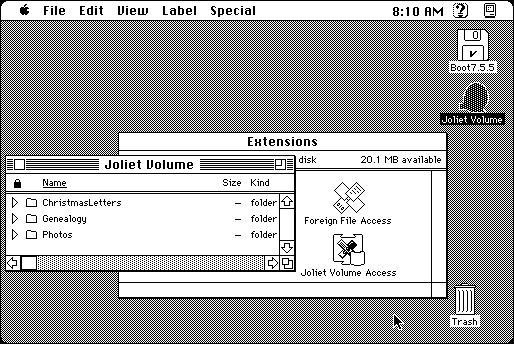 File Edit View Label Special 8:10 AM
Boot7.5.5
Joliet Volume
Extensions
disk 20.1 MB available
Joliet Volume
Name Size Kind
ChristmasLetters – folder
Genealogy – folder
Photos – folder
Foreign File Access
Joliet Volume Access
Trash